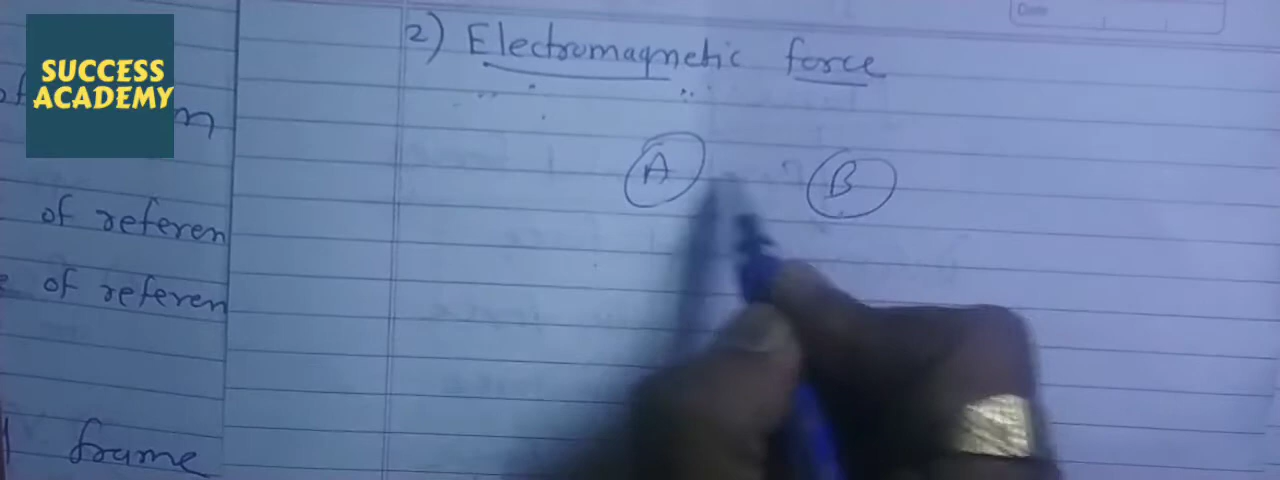 SUCCESS
ACADEMY
2) Electromagnetic force
A B
of referen
of referen
frame